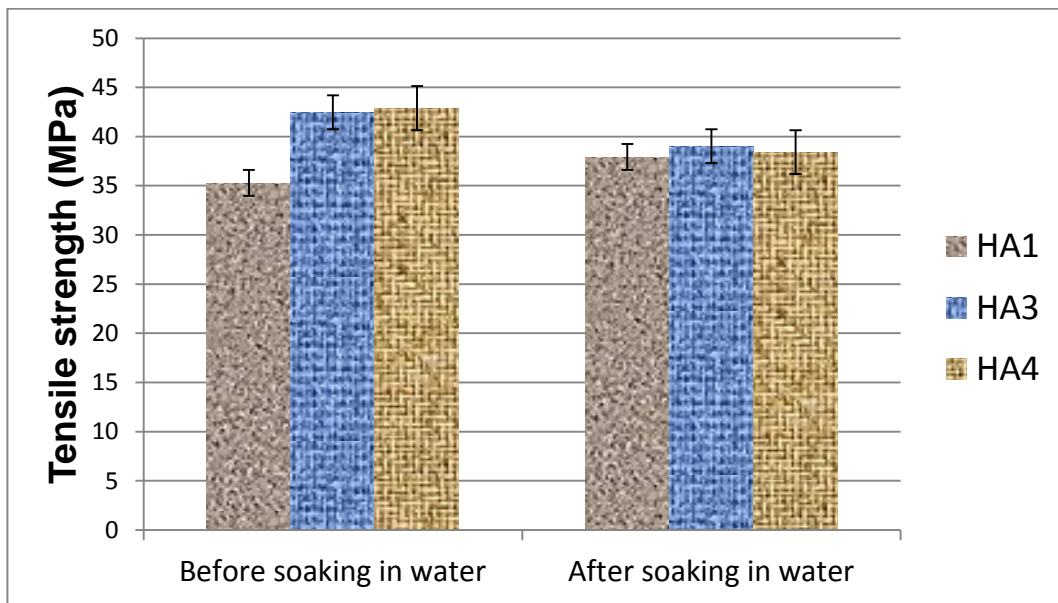 Tensile strength (MPa)
50
45
40
35
30
25
20
15
10
5
0
Before soaking in water
After soaking in water
HA1
HA3
HA4